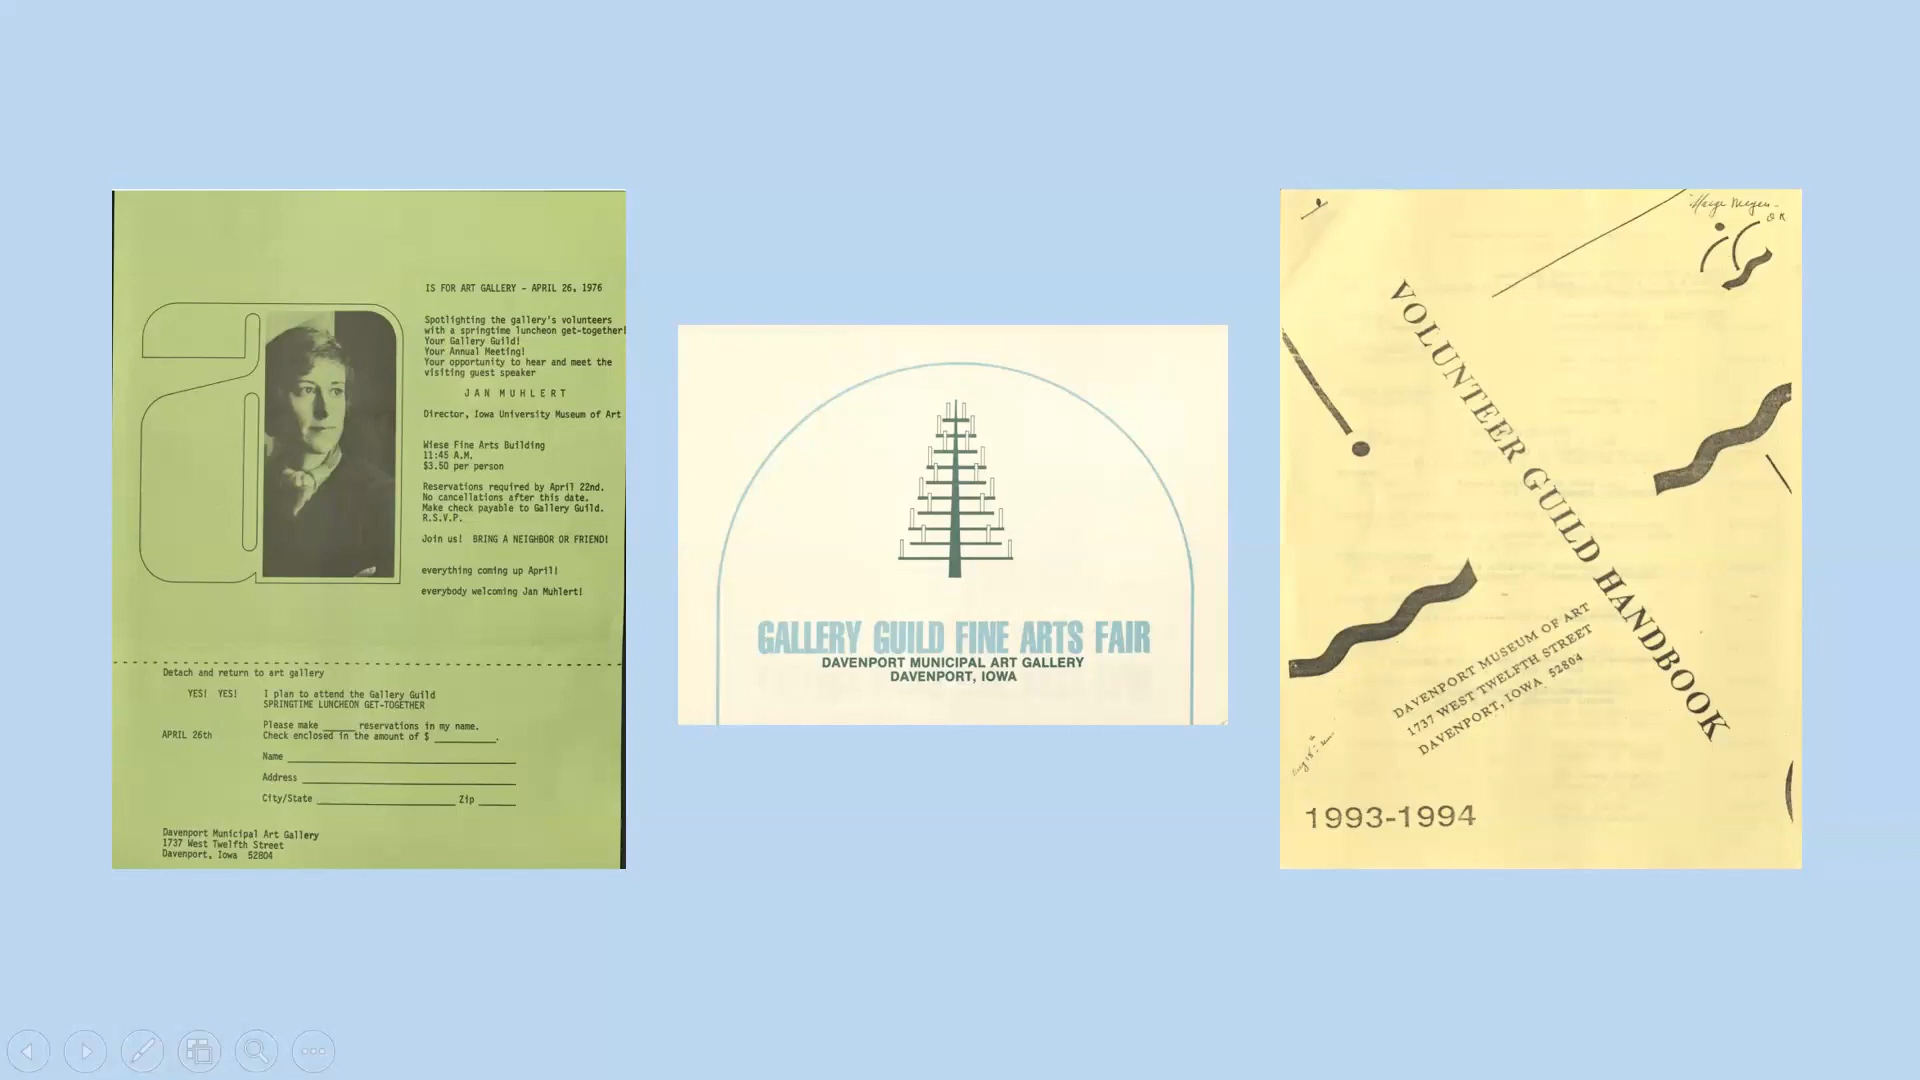 IS FOR ART GALLERY - APRIL 26, 1976
Spotlighting the gallery's volunteers
with a springtime luncheon get-together!
Your Gallery Guild!
Your Annual Meeting!
Your opportunity to hear and meet the
visiting guest speaker
JAN MUHLERT
Director, Iowa University Museum of Art
Wiese Fine Arts Building
11:45 A.M.
$3.50 per person
Reservations required by April 22nd.
No cancellations after this date.
Make check payable to Gallery Guild.
R.S.V.P.
Join us! BRING A NEIGHBOR OR FRIEND!
everything coming up April!
everybody welcoming Jan Muhlert!
Detach and return to art gallery
YES! YES! I plan to attend the Gallery Guild
SPRINGTIME LUNCHEON GET-TOGETHER
Please make _____ reservations in my name.
APRIL 26th Check enclosed in the amount of $ __________.
Name
Address
City/State Zip
Davenport Municipal Art Gallery
1737 West Twelfth Street
Davenport, Iowa 52804
GALLERY GUILD FINE ARTS FAIR
DAVENPORT MUNICIPAL ART GALLERY
DAVENPORT, IOWA
VOLUNTEER GUILD HANDBOOK
DAVENPORT MUSEUM OF ART
1737 WEST TWELFTH STREET
DAVENPORT, IOWA 52804
1993-1994